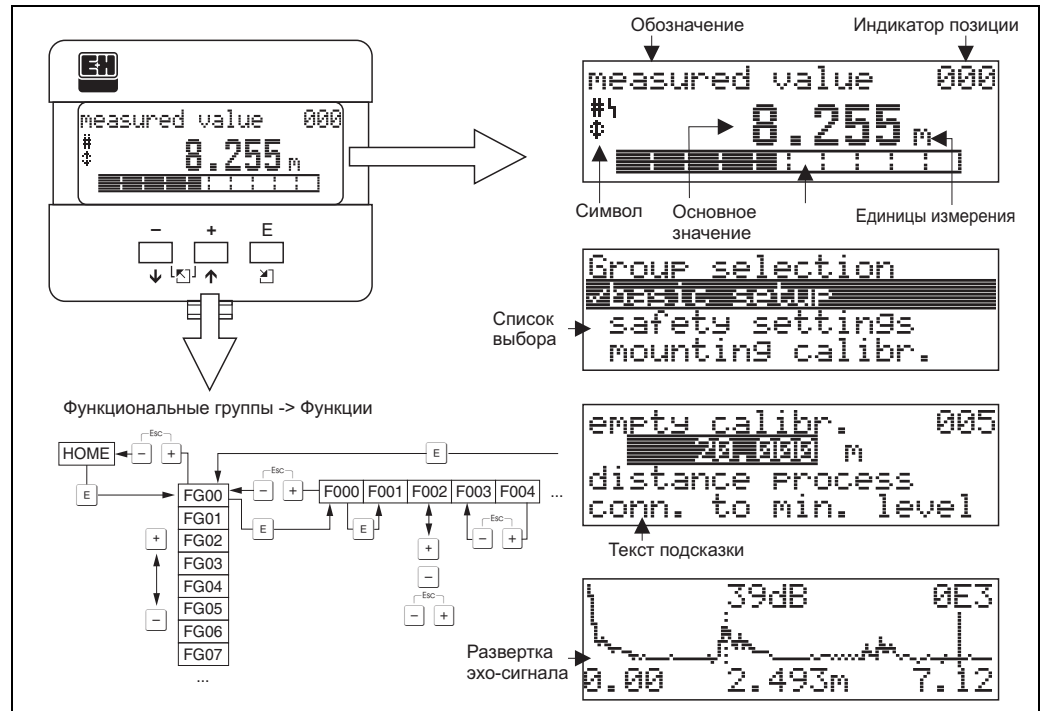 E+H
measured value 000
#
8.255 m
– + E
Обозначение
Индикатор позиции
measured value 000
#
8.255 m
Символ
Основное
значение
Единицы измерения
Group selection
✓basic setup
safety settings
mounting calibr.
Список
выбора
empty calibr. 005
20.000 m
distance process
conn. to min. level
Текст подсказки
39dB 0E3
0.00 2.493m 7.12
Развертка
эхо-сигнала
Функциональные группы -> Функции
Esc
HOME – +
E
E
Esc
– +
FG00
F000 F001 F002 F003 F004 ...
E
E
Esc
– +
+
–
Esc
– +
FG01
FG02
FG03
FG04
FG05
FG06
FG07
...
+
–